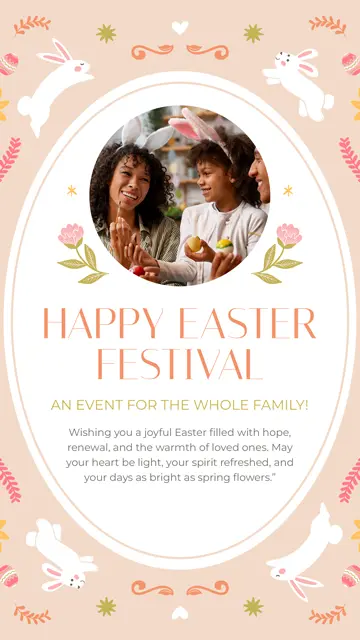 HAPPY EASTER
FESTIVAL
AN EVENT FOR THE WHOLE FAMILY!
Wishing you a joyful Easter filled with hope,
renewal, and the warmth of loved ones. May
your heart be light, your spirit refreshed, and
your days as bright as spring flowers.”